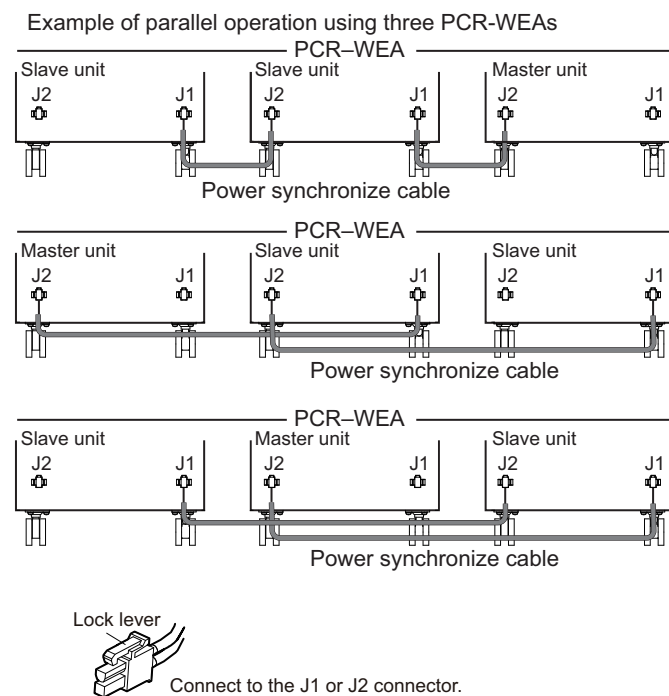 Example of parallel operation using three PCR-WEAs
PCR–WEA
Slave unit Slave unit Master unit
J2 J1 J2 J1 J2 J1
Power synchronize cable
PCR–WEA
Master unit Slave unit Slave unit
J2 J1 J2 J1 J2 J1
Power synchronize cable
PCR–WEA
Slave unit Master unit Slave unit
J2 J1 J2 J1 J2 J1
Power synchronize cable
Lock lever
Connect to the J1 or J2 connector.